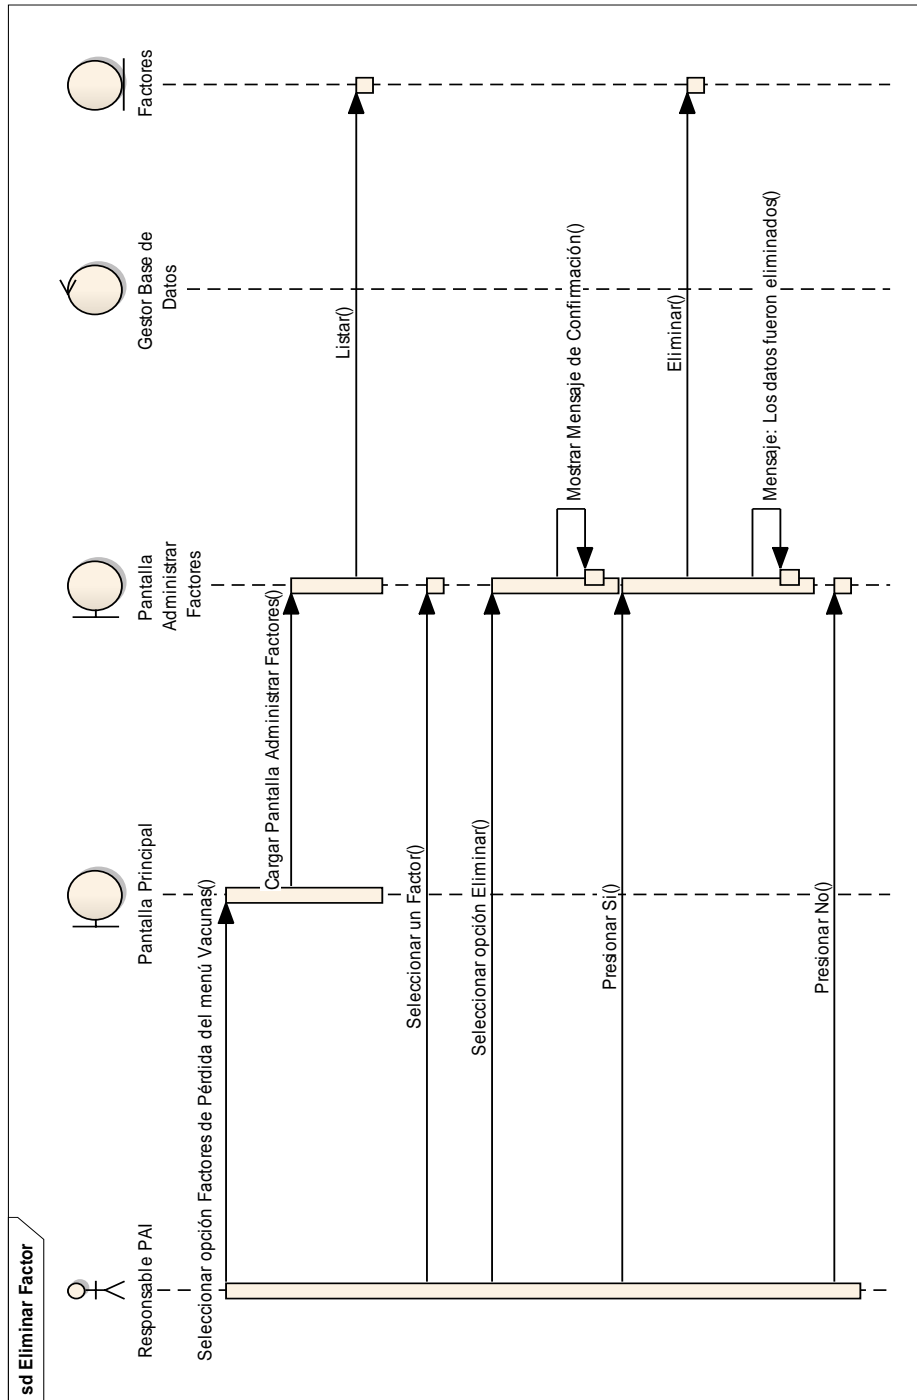 sd Eliminar Factor
Responsable PAI
Pantalla Principal
Pantalla
Administrar
Factores
Gestor Base de
Datos
Factores
Seleccionar opción Factores de Pérdida del menú Vacunas()
Cargar Pantalla Administrar Factores()
Listar()
Seleccionar un Factor()
Seleccionar opción Eliminar()
Mostrar Mensaje de Confirmación()
Presionar Si()
Eliminar()
Mensaje: Los datos fueron eliminados()
Presionar No()